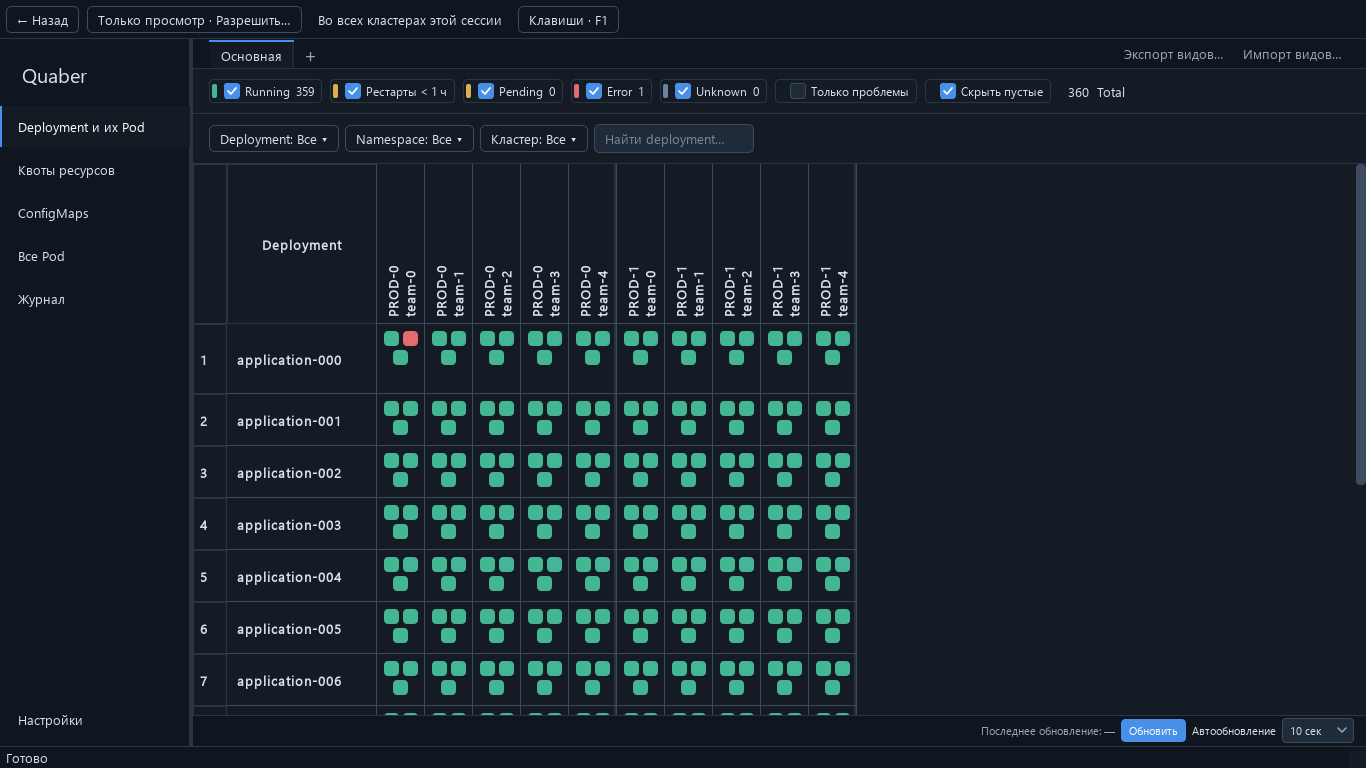 ← Назад
Только просмотр · Разрешить…
Во всех кластерах этой сессии
Клавиши · F1
Quaber
Deployment и их Pod
Квоты ресурсов
ConfigMaps
Все Pod
Журнал
Настройки
Основная
+
Экспорт видов…
Импорт видов…
Running 359
Рестарты < 1 ч
Pending 0
Error 1
Unknown 0
Только проблемы
Скрыть пустые
360 Total
Deployment: Все ▾
Namespace: Все ▾
Кластер: Все ▾
Найти deployment…
Deployment
PROD-0
team-0
PROD-0
team-1
PROD-0
team-2
PROD-0
team-3
PROD-0
team-4
PROD-1
team-0
PROD-1
team-1
PROD-1
team-2
PROD-1
team-3
PROD-1
team-4
1 application-000
2 application-001
3 application-002
4 application-003
5 application-004
6 application-005
7 application-006
Последнее обновление: —
Обновить
Автообновление
10 сек
Готово